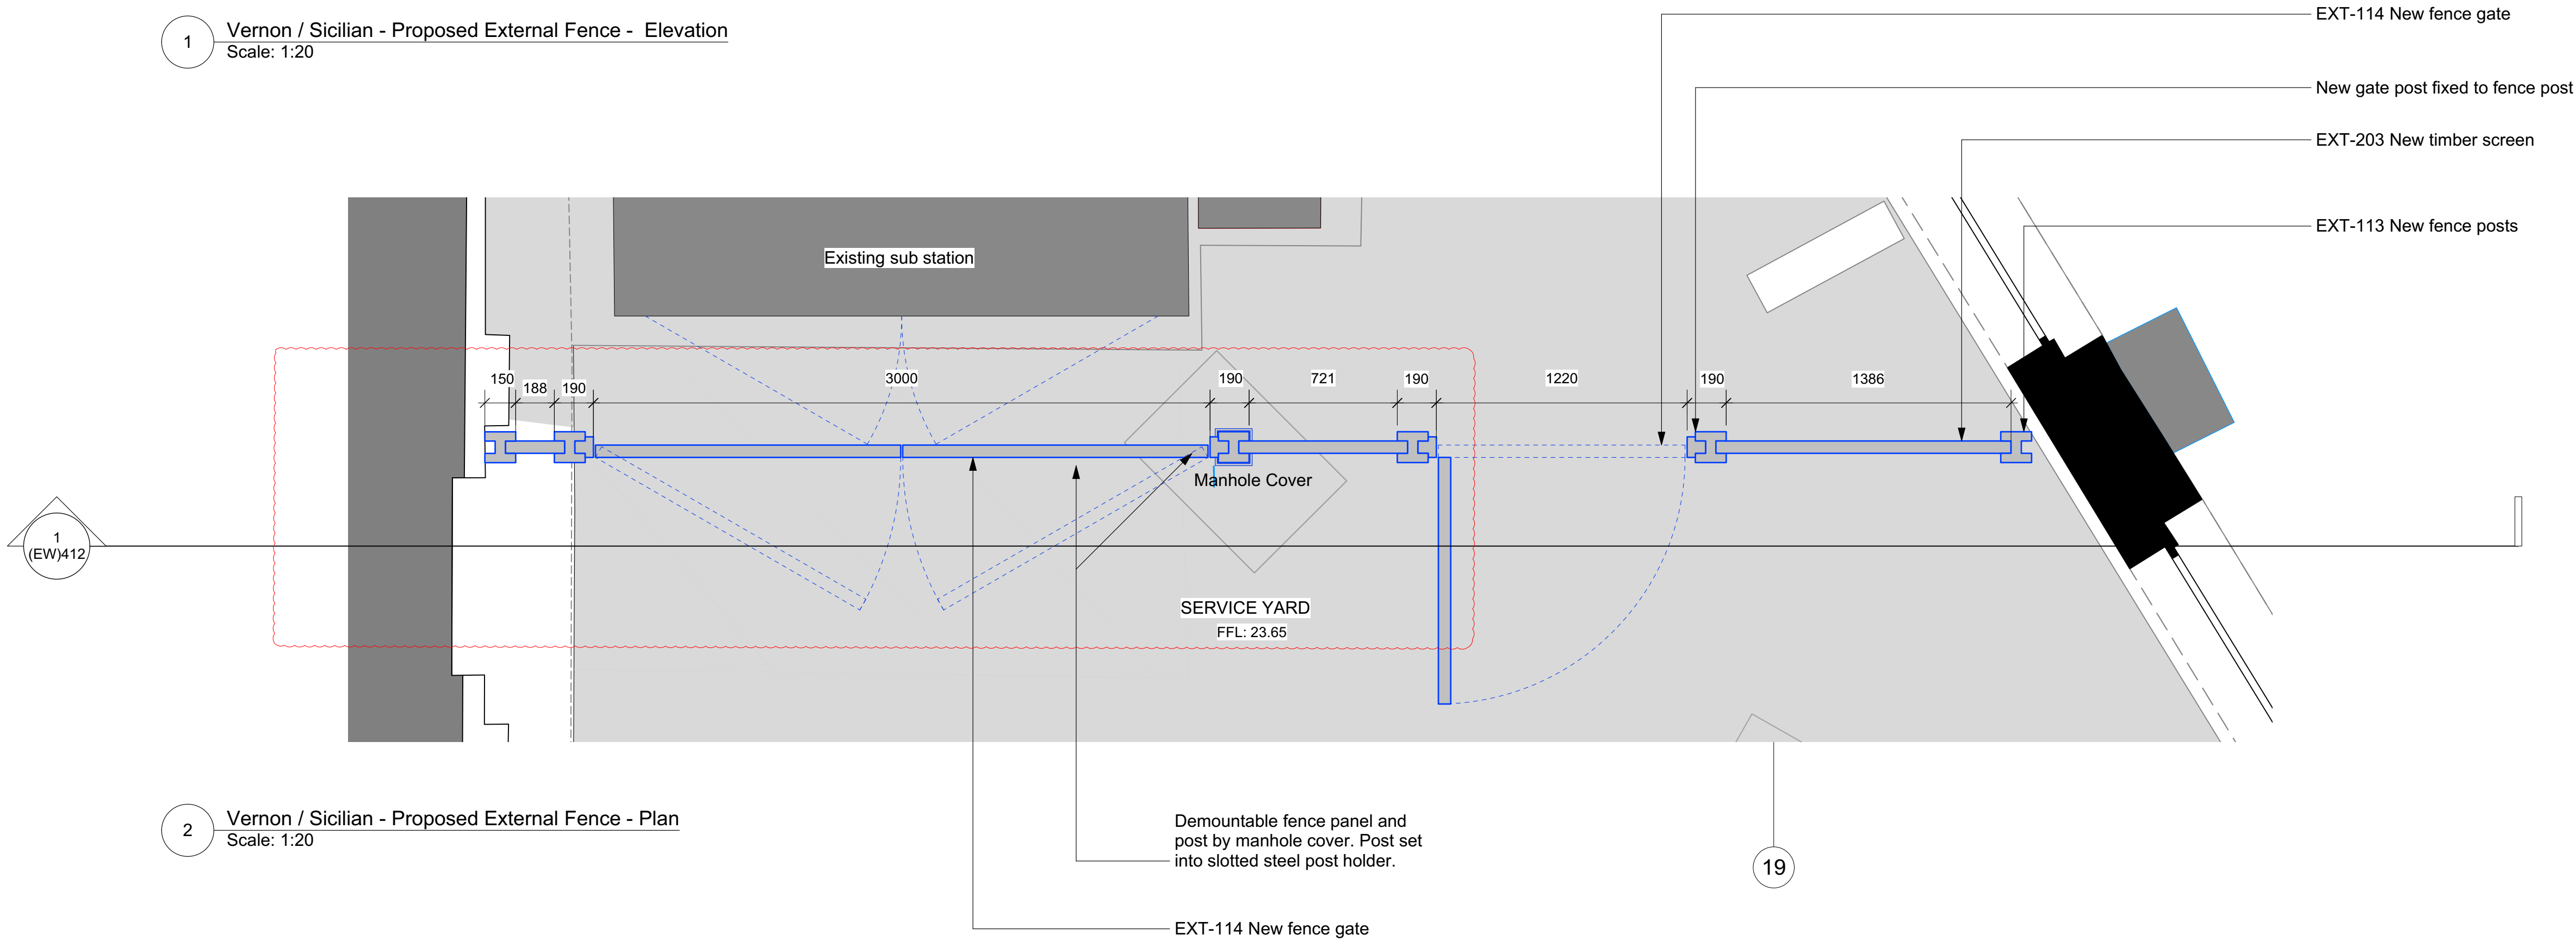 1
Vernon / Sicilian - Proposed External Fence -  Elevation
Scale: 1:20
EXT-114 New fence gate
New gate post fixed to fence post
EXT-203 New timber screen
EXT-113 New fence posts
Existing sub station
150
188
190
3000
190
721
190
1220
190
1386
Manhole Cover
1
(EW)412
SERVICE YARD
FFL: 23.65
2
Vernon / Sicilian - Proposed External Fence - Plan
Scale: 1:20
Demountable fence panel and
post by manhole cover. Post set
into slotted steel post holder.
19
EXT-114 New fence gate